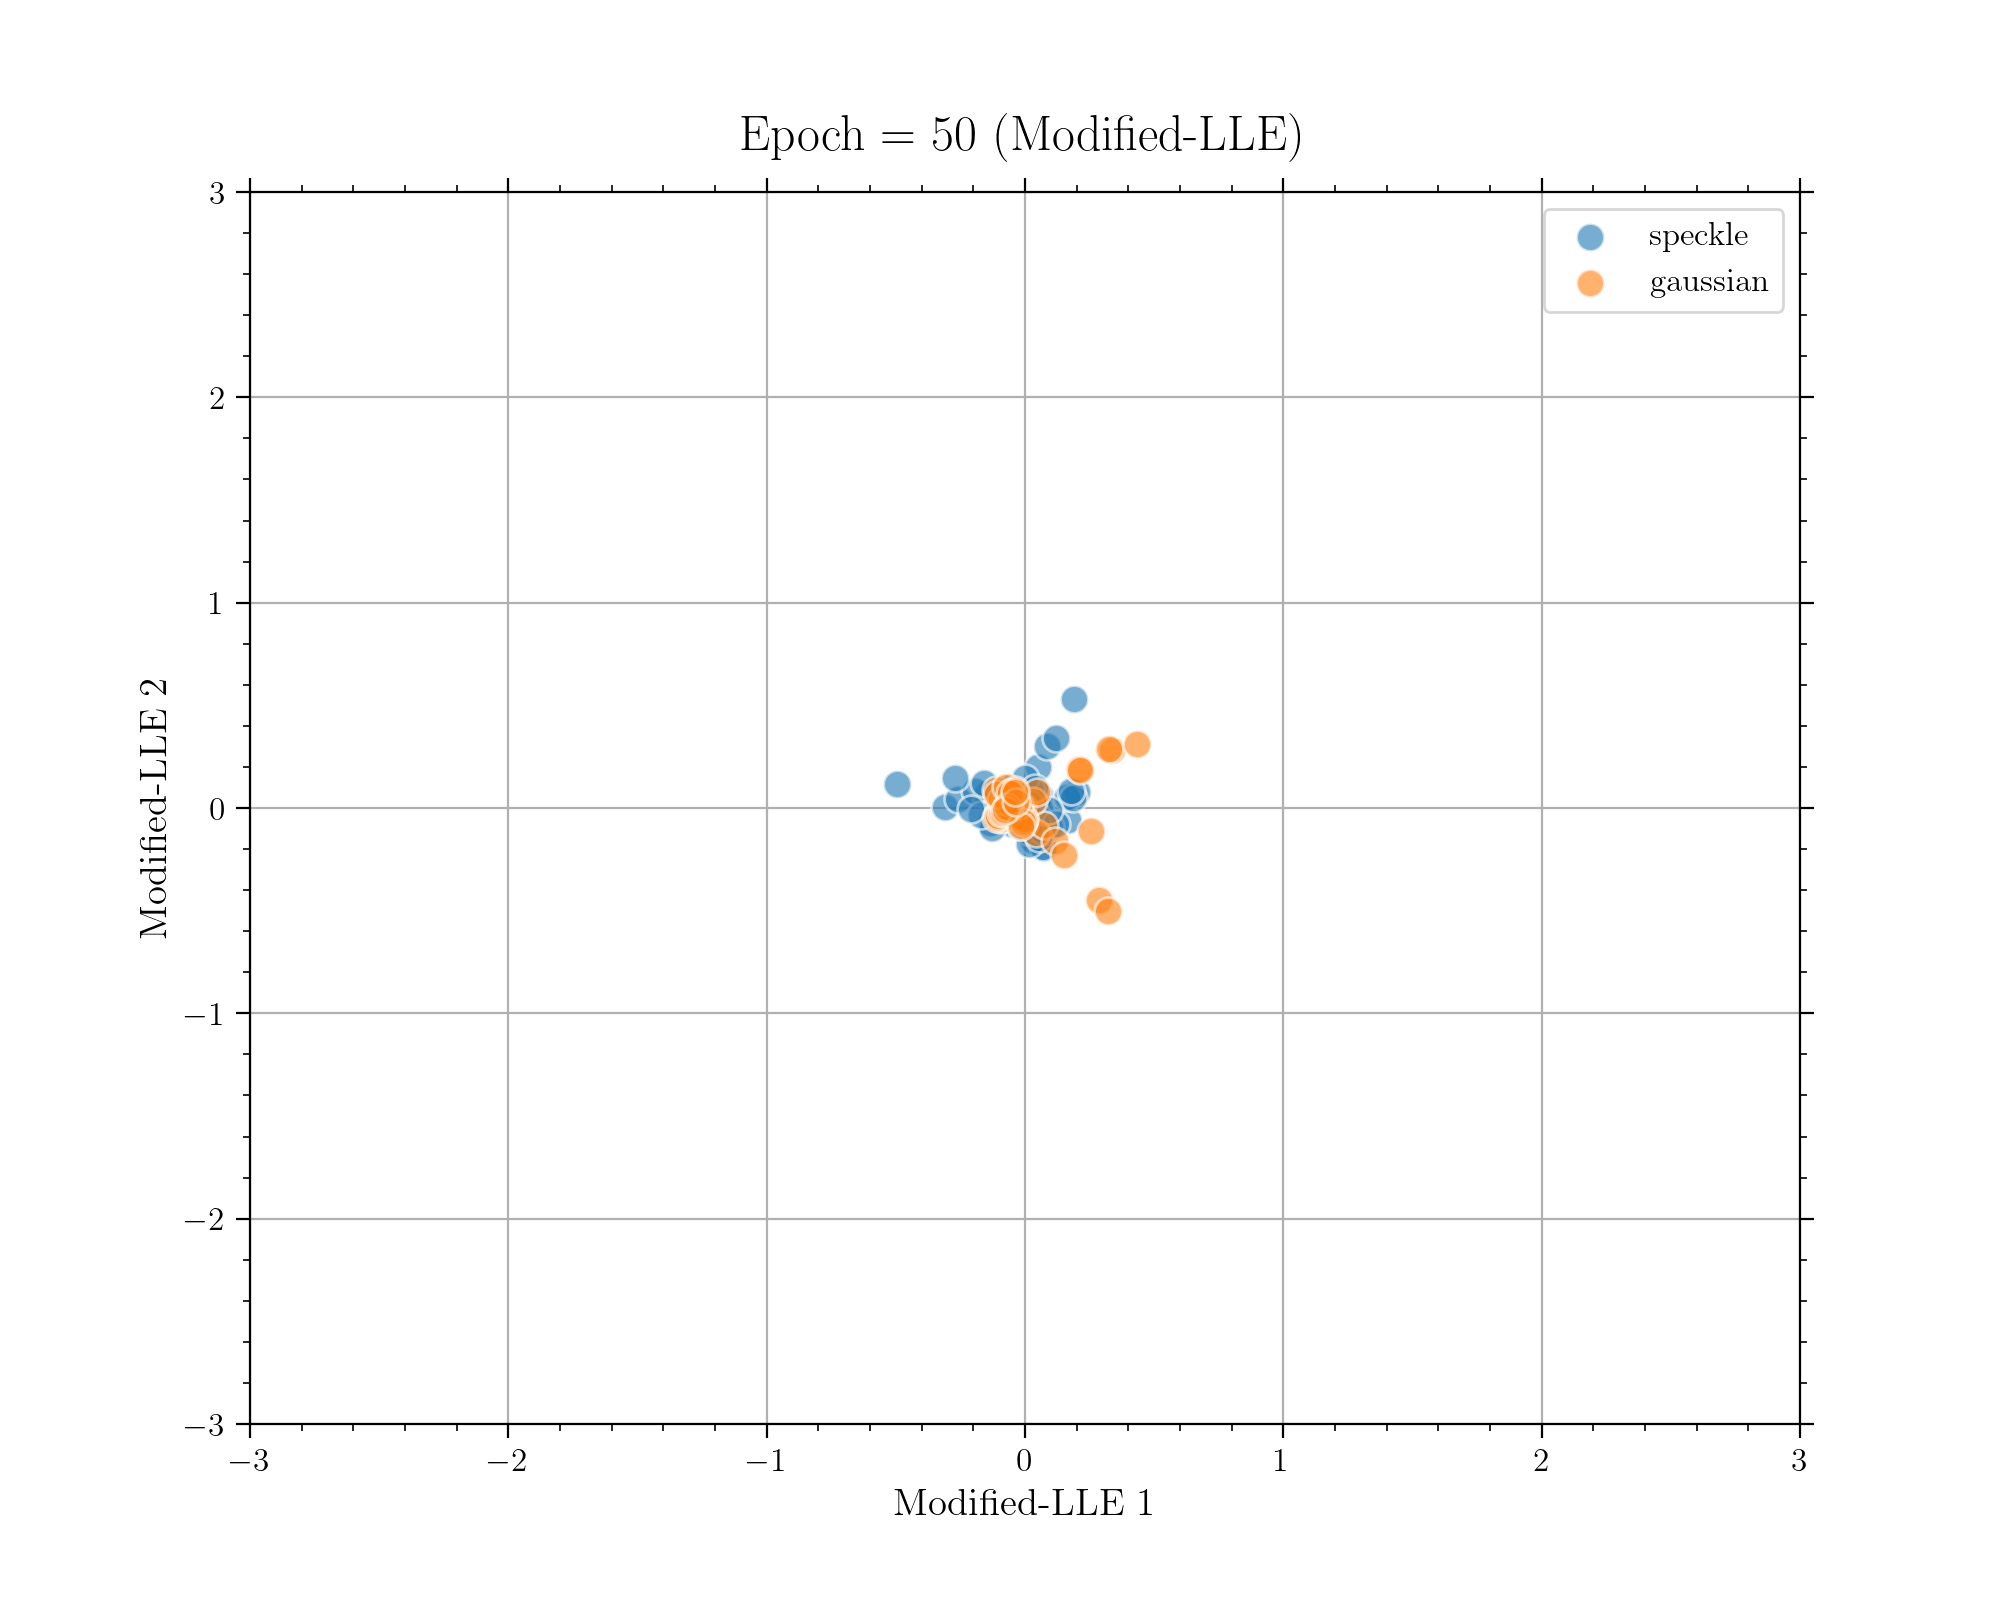 Epoch = 50 (Modified-LLE)
speckle
gaussian
3
2
1
0
−1
−2
−3
Modified-LLE 2
−3
−2
−1
0
1
2
3
Modified-LLE 1